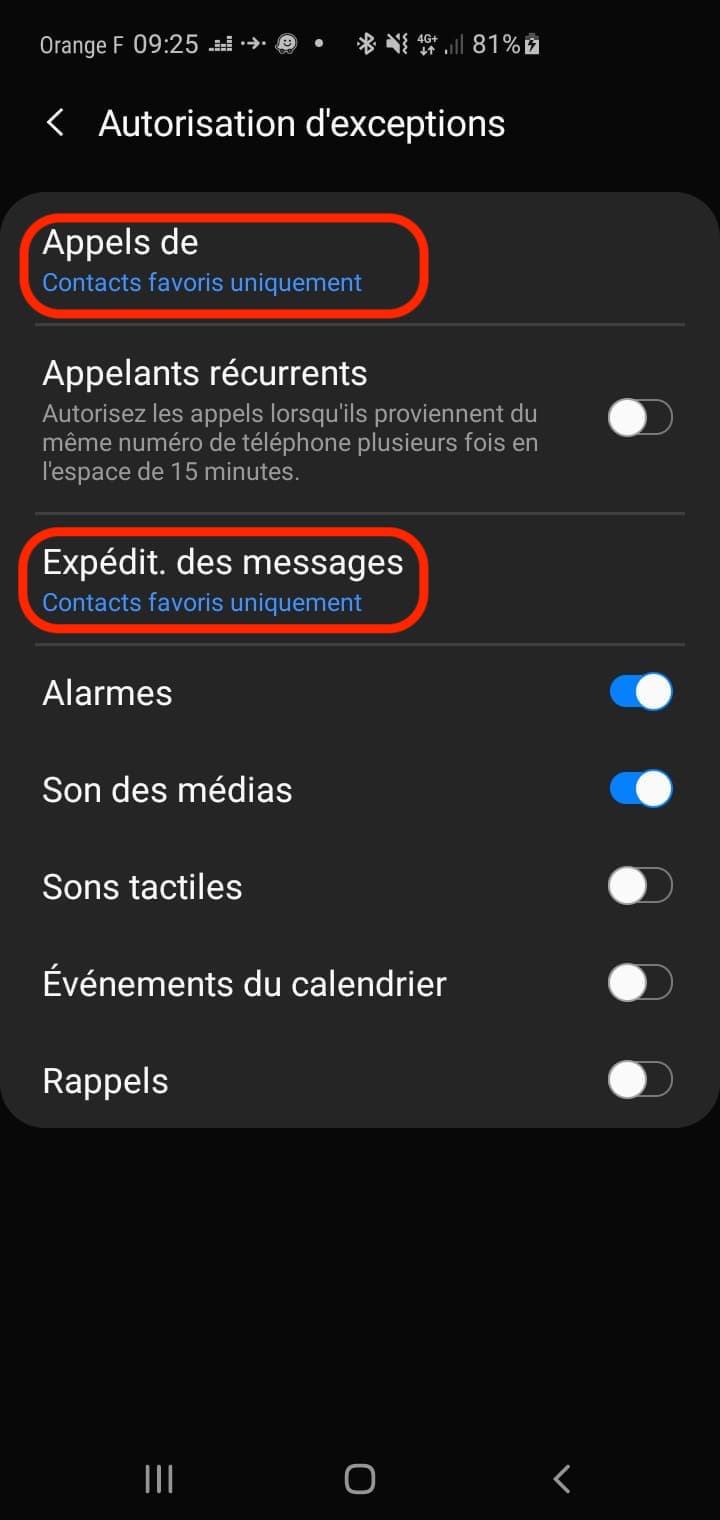 Orange F 09:25 4G+ 81%
Autorisation d'exceptions
Appels de
Contacts favoris uniquement
Appelants récurrents
Autorisez les appels lorsqu'ils proviennent du
même numéro de téléphone plusieurs fois en
l'espace de 15 minutes.
Expédit. des messages
Contacts favoris uniquement
Alarmes
Son des médias
Sons tactiles
Événements du calendrier
Rappels